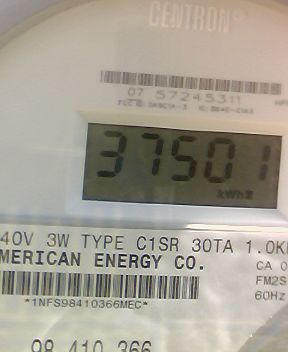 CENTRON®
07 57245311
37501
kWh
40V 3W TYPE C1SR 30TA 1.0K
MERICAN ENERGY CO.
CA 0
FM2S
*1NFS98410366MEC*
60Hz
98 410 366